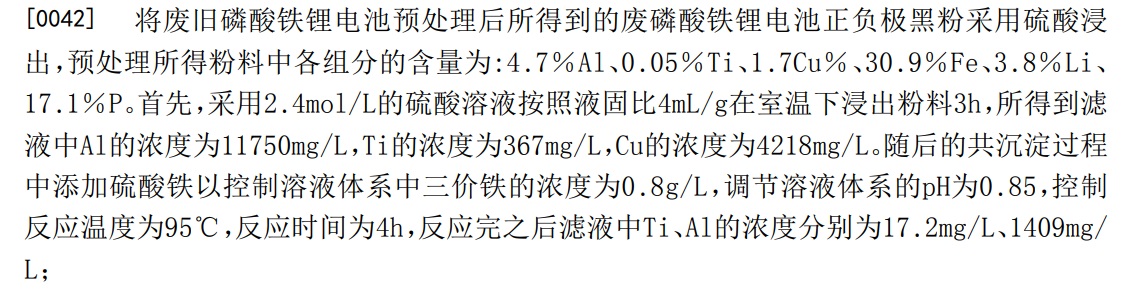 [0042] 将废旧磷酸铁锂电池预处理后所得到的废磷酸铁锂电池正负极黑粉采用硫酸浸
出,预处理所得粉料中各组分的含量为:4.7%Al、0.05%Ti、1.7Cu%、30.9%Fe、3.8%Li、
17.1%P。首先,采用2.4mol/L的硫酸溶液按照液固比4mL/g在室温下浸出粉料3h,所得到滤
液中Al的浓度为11750mg/L,Ti的浓度为367mg/L,Cu的浓度为4218mg/L。随后的共沉淀过程
中添加硫酸铁以控制溶液体系中三价铁的浓度为0.8g/L,调节溶液体系的pH为0.85,控制
反应温度为95℃,反应时间为4h,反应完之后滤液中Ti、Al的浓度分别为17.2mg/L、1409mg/
L;